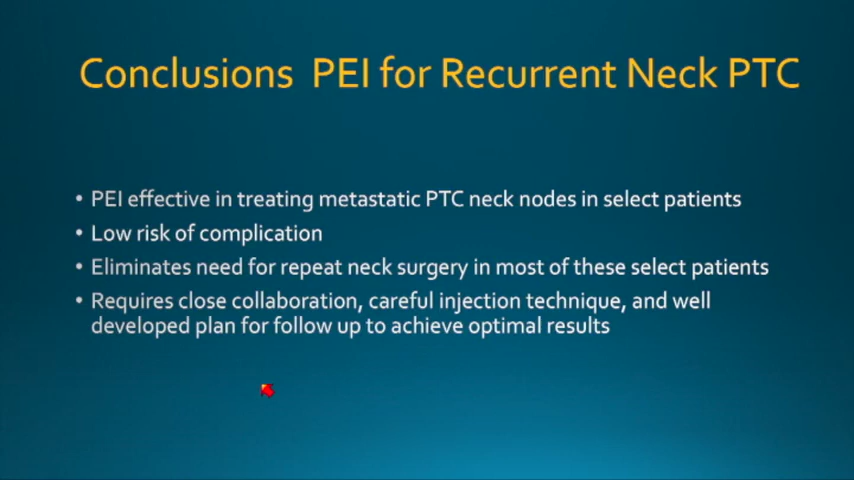 Conclusions PEI for Recurrent Neck PTC
• PEI effective in treating metastatic PTC neck nodes in select patients
• Low risk of complication
• Eliminates need for repeat neck surgery in most of these select patients
• Requires close collaboration, careful injection technique, and well
developed plan for follow up to achieve optimal results